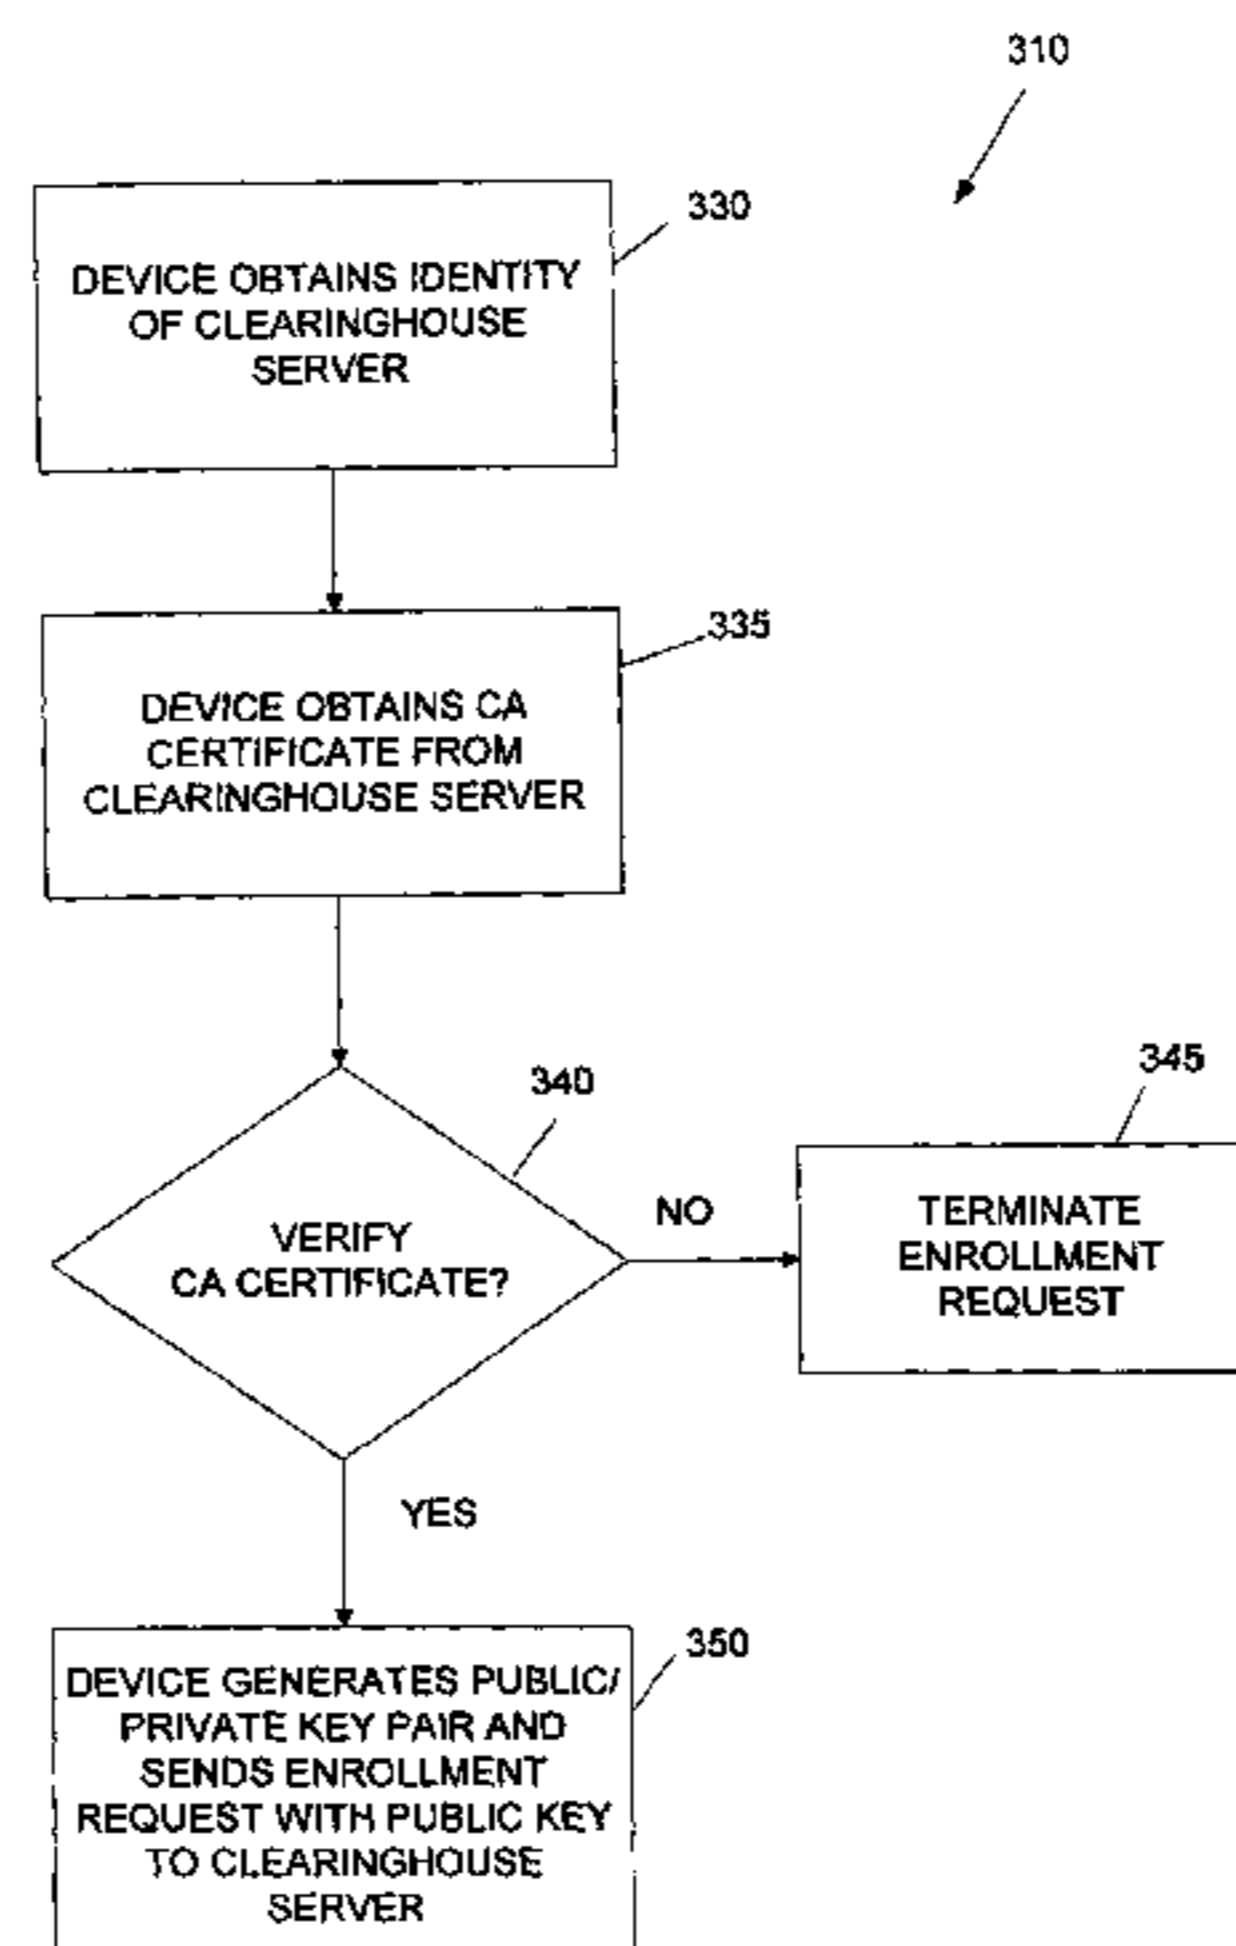 310
330
DEVICE OBTAINS IDENTITY
OF CLEARINGHOUSE
SERVER
335
DEVICE OBTAINS CA
CERTIFICATE FROM
CLEARINGHOUSE SERVER
340
345
VERIFY
CA CERTIFICATE?
NO
TERMINATE
ENROLLMENT
REQUEST
YES
350
DEVICE GENERATES PUBLIC/
PRIVATE KEY PAIR AND
SENDS ENROLLMENT
REQUEST WITH PUBLIC KEY
TO CLEARINGHOUSE
SERVER